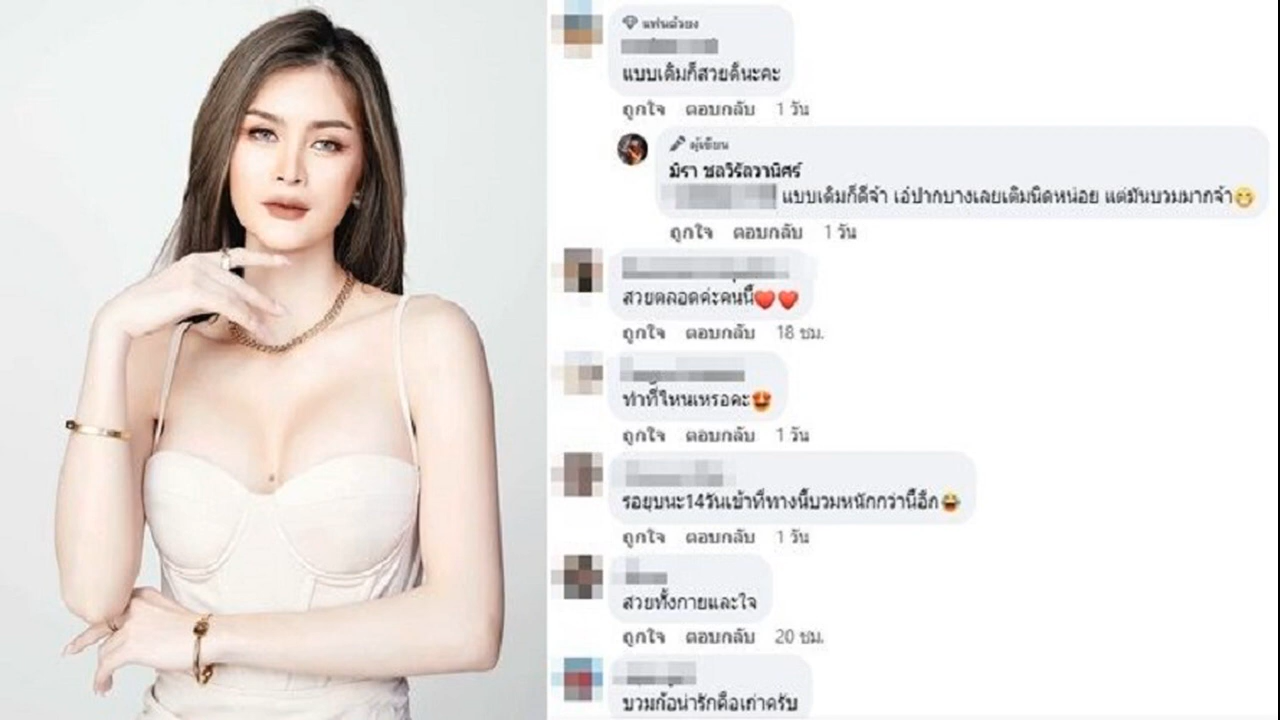 แฟนตัวยง
แบบเดิมก็สวยดีนะคะ
ถูกใจ ตอบกลับ 1 วัน
ผู้เขียน
มิรา ชลวิรัลวานิศร์
แบบเดิมก็ดีจ้า เอ๋ปากบางเลยเติมนิดหน่อย แต่มันบวมมากจ้า😁
ถูกใจ ตอบกลับ 1 วัน
สวยตลอดค่ะคนนี้❤️❤️
ถูกใจ ตอบกลับ 18 ชม.
ทำที่ใหนเหรอคะ😍
ถูกใจ ตอบกลับ 1 วัน
รอยุบนะ14วันเข้าที่ทางนี้บวมหนักกว่านี้อีก😂
ถูกใจ ตอบกลับ 1 วัน
สวยทั้งกายและใจ
ถูกใจ ตอบกลับ 20 ชม.
บวมก้อน่ารักคือเก่าครับ